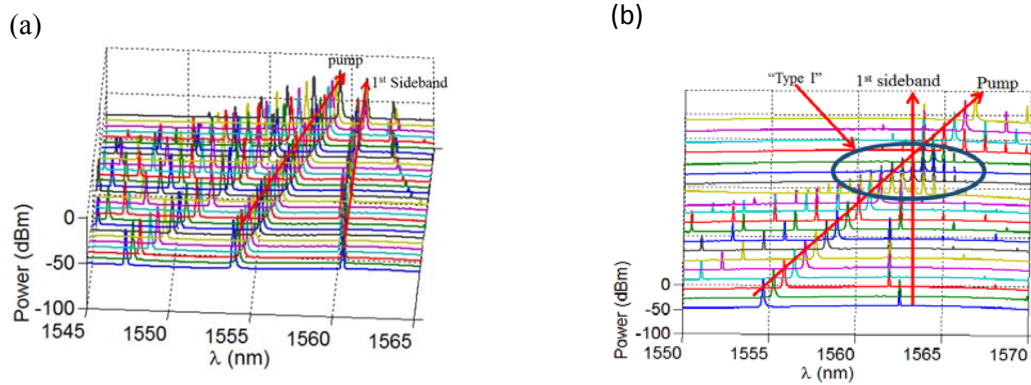 (a)
pump
1st Sideband
Power (dBm)
0
-50
-100
1545
1550
1555
1560
1565
λ (nm)
(b)
"Type I"
1st sideband
Pump
Power (dBm)
0
-50
-100
1550
1555
1560
1565
1570
λ (nm)